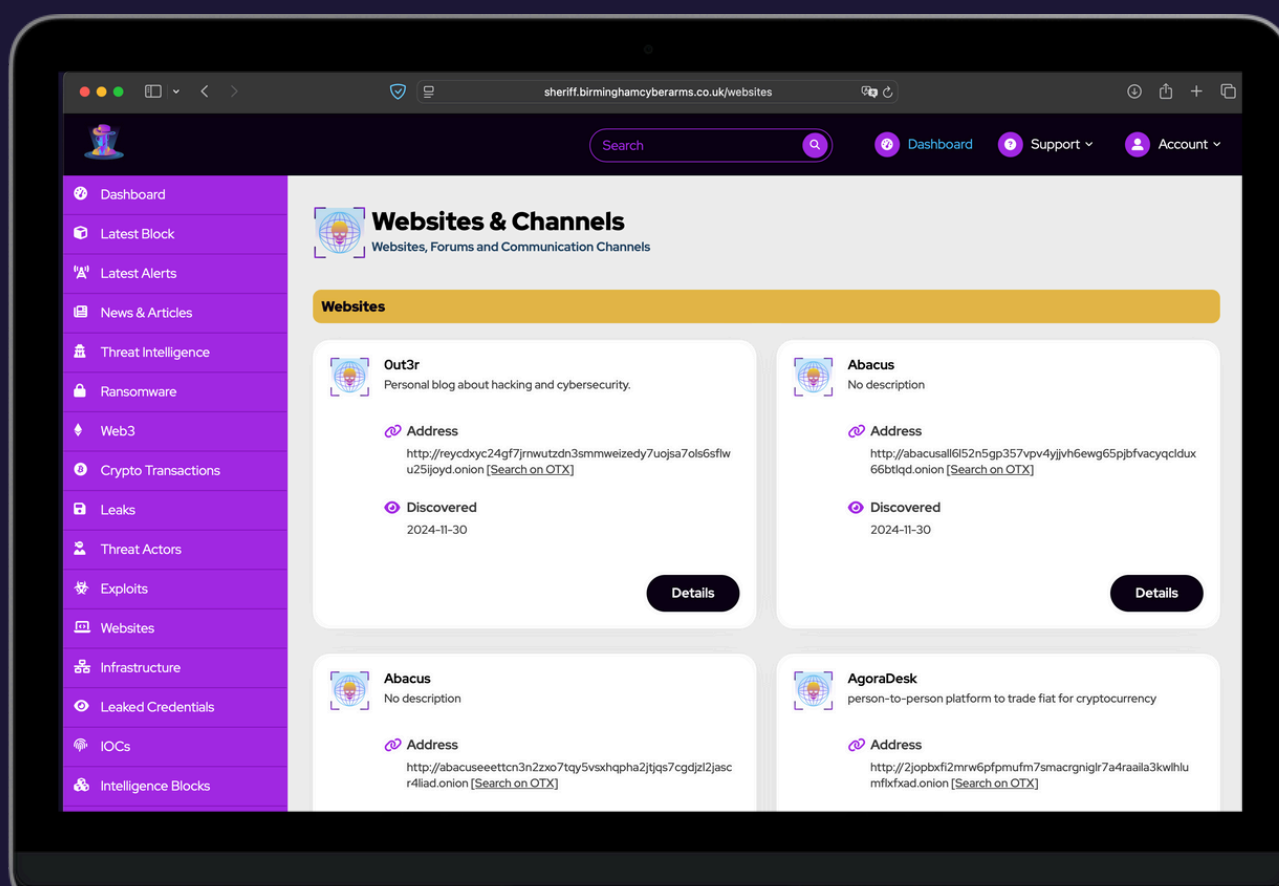 sheriff.birminghamcyberarms.co.uk/websites
Search
Dashboard
Support
Account
Dashboard
Latest Block
Latest Alerts
News & Articles
Threat Intelligence
Ransomware
Web3
Crypto Transactions
Leaks
Threat Actors
Exploits
Websites
Infrastructure
Leaked Credentials
IOCs
Intelligence Blocks
Websites & Channels
Websites, Forums and Communication Channels
Websites
0ut3r
Personal blog about hacking and cybersecurity.
Address
http://reycdxyc24gf7jrnwutzdn3smmweizedy7uojsa7ols6sflw
u25ijoyd.onion [Search on OTX]
Discovered
2024-11-30
Details
Abacus
No description
Address
http://abacusall6l52n5gp357vpv4yjjvh6ewg65pjbfvacyqcldux
66btlqd.onion [Search on OTX]
Discovered
2024-11-30
Details
Abacus
No description
Address
http://abacuseeettcn3n2zxo7tqy5vsxhqpha2jtjqs7cgdjzl2jasc
r4liad.onion [Search on OTX]
AgoraDesk
person-to-person platform to trade fiat for cryptocurrency
Address
http://2jopbxfi2mrw6pfpmufm7smacrgniglr7a4raaila3kwlhlu
mflxfxad.onion [Search on OTX]